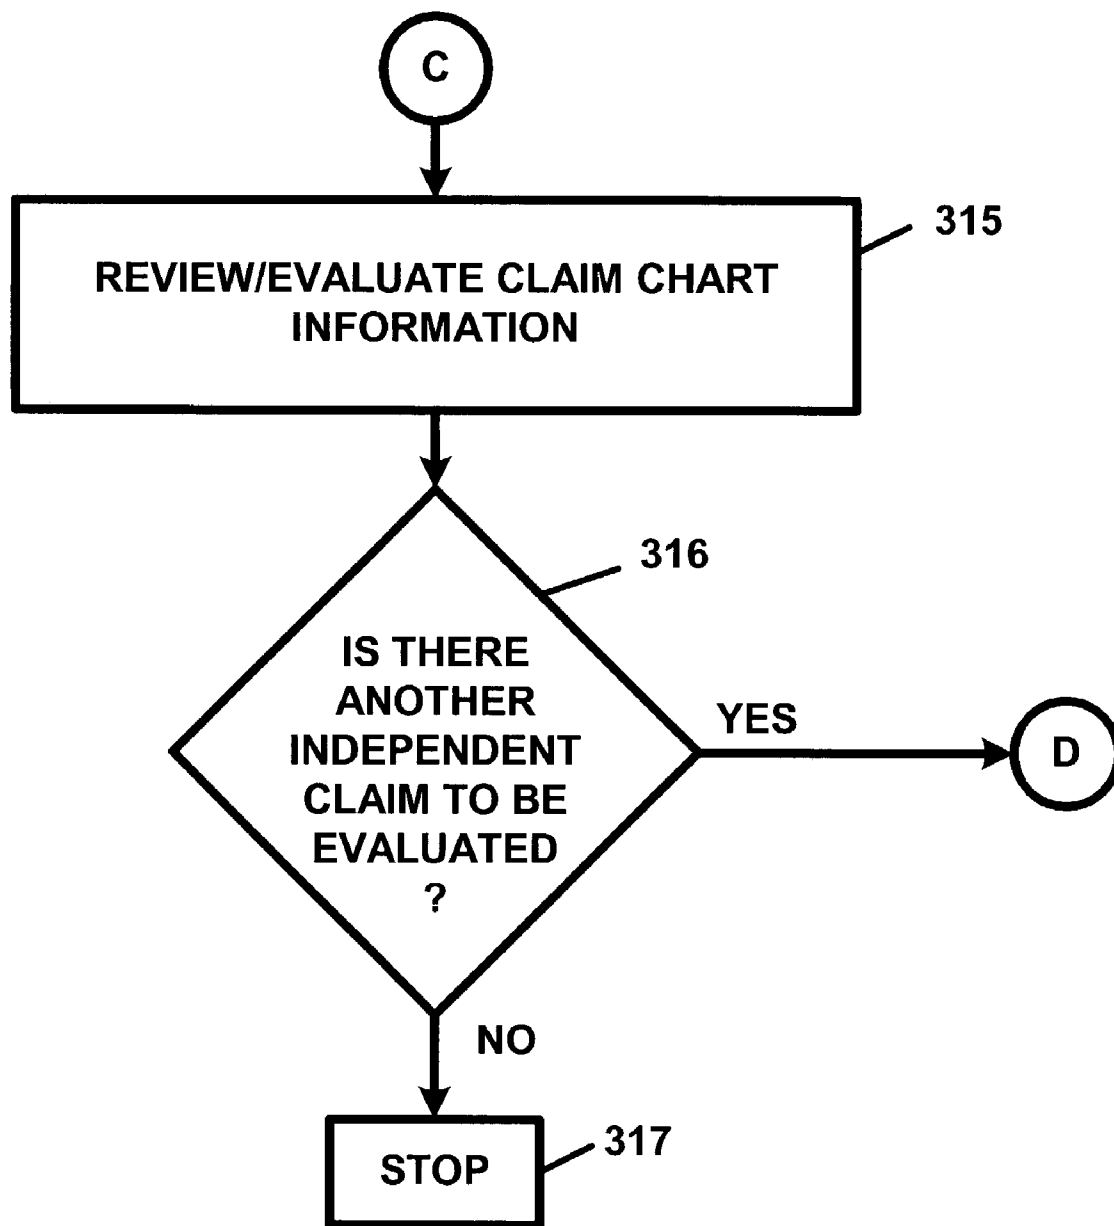 C
315
REVIEW/EVALUATE CLAIM CHART
INFORMATION
316
IS THERE
ANOTHER
INDEPENDENT
CLAIM TO BE
EVALUATED
?
YES
D
NO
317
STOP